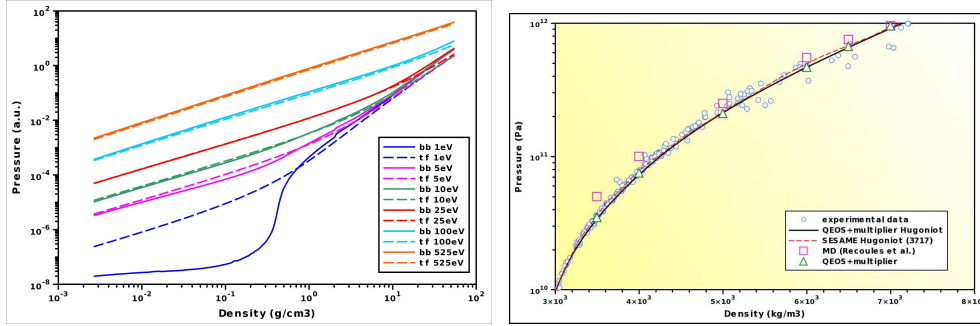 10^2
10^0
10^-2
10^-4
10^-6
10^-8
Pressure (a.u.)
10^-3
10^-2
10^-1
10^0
10^1
10^2
Density (g/cm3)
bb 1eV
tf 1eV
bb 5eV
tf 5eV
bb 10eV
tf 10eV
bb 25eV
tf 25eV
bb 100eV
tf 100eV
bb 525eV
tf 525eV
10^12
10^11
10^10
Pressure (Pa)
3×10^3
4×10^3
5×10^3
6×10^3
7×10^3
8×10
Density (kg/m3)
experimental data
QEOS+multiplier Hugoniot
SESAME Hugoniot (3717)
MD (Recoules et al.)
QEOS+multiplier